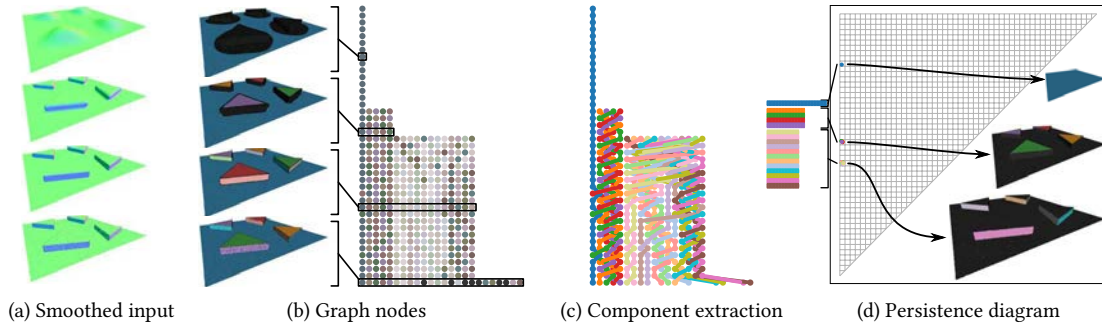 (a) Smoothed input
(b) Graph nodes
(c) Component extraction
(d) Persistence diagram